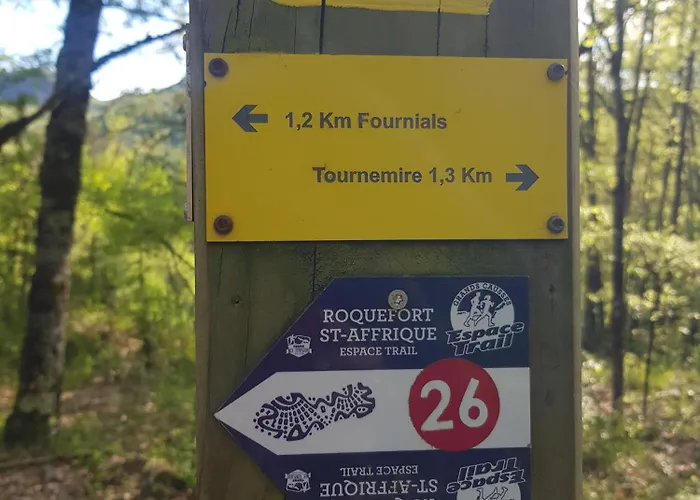 1,2 Km Fournials
Tournemire 1,3 Km
ROQUEFORT
ST-AFFRIQUE
ESPACE TRAIL
GRANDS CAUSSES
Espace
Trail
26
ESPACE TRAIL
ST-AFFRIQUE
Trail
Espace